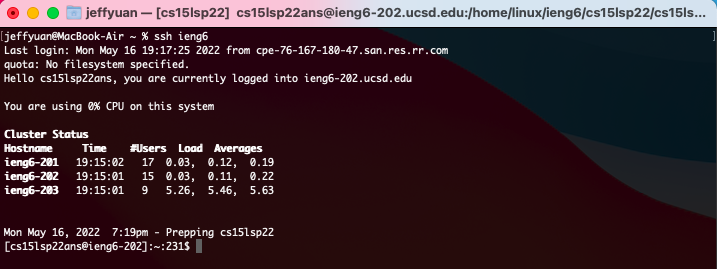 jeffyuan — [cs15lsp22] cs15lsp22ans@ieng6-202.ucsd.edu:/home/linux/ieng6/cs15lsp22/cs15ls...
[jeffyuan@MacBook-Air ~ % ssh ieng6 ]
Last login: Mon May 16 19:17:25 2022 from cpe-76-167-180-47.san.res.rr.com
quota: No filesystem specified.
Hello cs15lsp22ans, you are currently logged into ieng6-202.ucsd.edu
You are using 0% CPU on this system
Cluster Status
Hostname Time #Users Load Averages
ieng6-201 19:15:02 17 0.03, 0.12, 0.19
ieng6-202 19:15:01 15 0.03, 0.11, 0.22
ieng6-203 19:15:01 9 5.26, 5.46, 5.63
Mon May 16, 2022 7:19pm - Prepping cs15lsp22
[cs15lsp22ans@ieng6-202]:~:231$